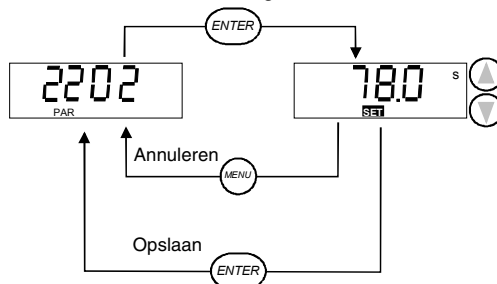 ENTER
2202
PAR
78.0 s
SET
Annuleren
MENU
Opslaan
ENTER